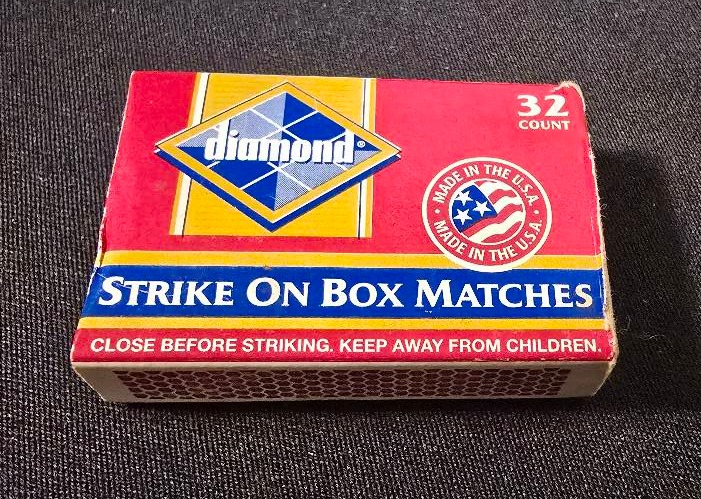 diamond®
32
COUNT
MADE IN THE U.S.A.
MADE IN THE U.S.A.
STRIKE ON BOX MATCHES
CLOSE BEFORE STRIKING. KEEP AWAY FROM CHILDREN.